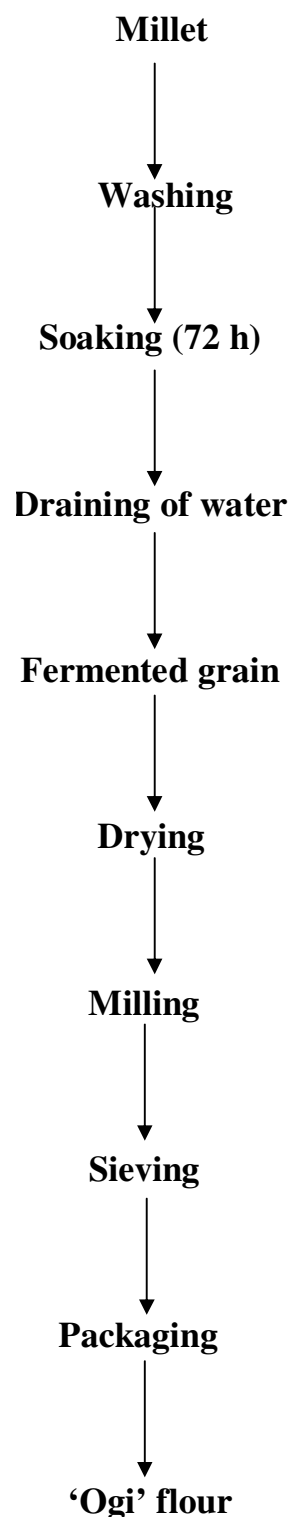 Millet
Washing
Soaking (72 h)
Draining of water
Fermented grain
Drying
Milling
Sieving
Packaging
‘Ogi’ flour